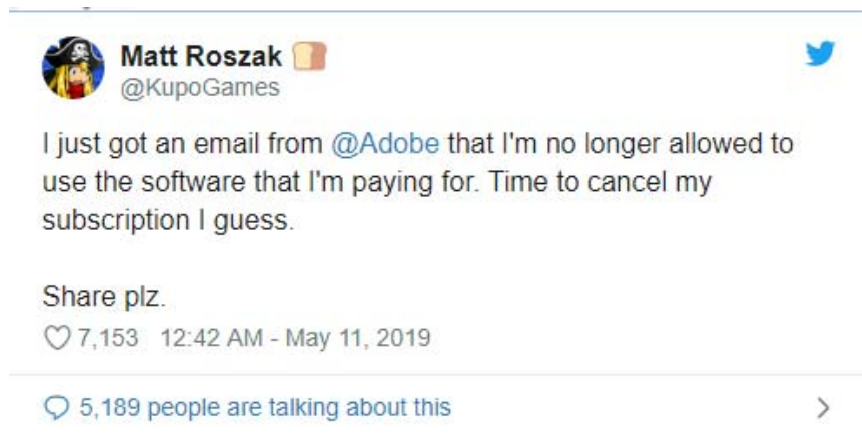 Matt Roszak 🍞
@KupoGames
I just got an email from @Adobe that I'm no longer allowed to
use the software that I'm paying for. Time to cancel my
subscription I guess.
Share plz.
7,153 12:42 AM - May 11, 2019
5,189 people are talking about this